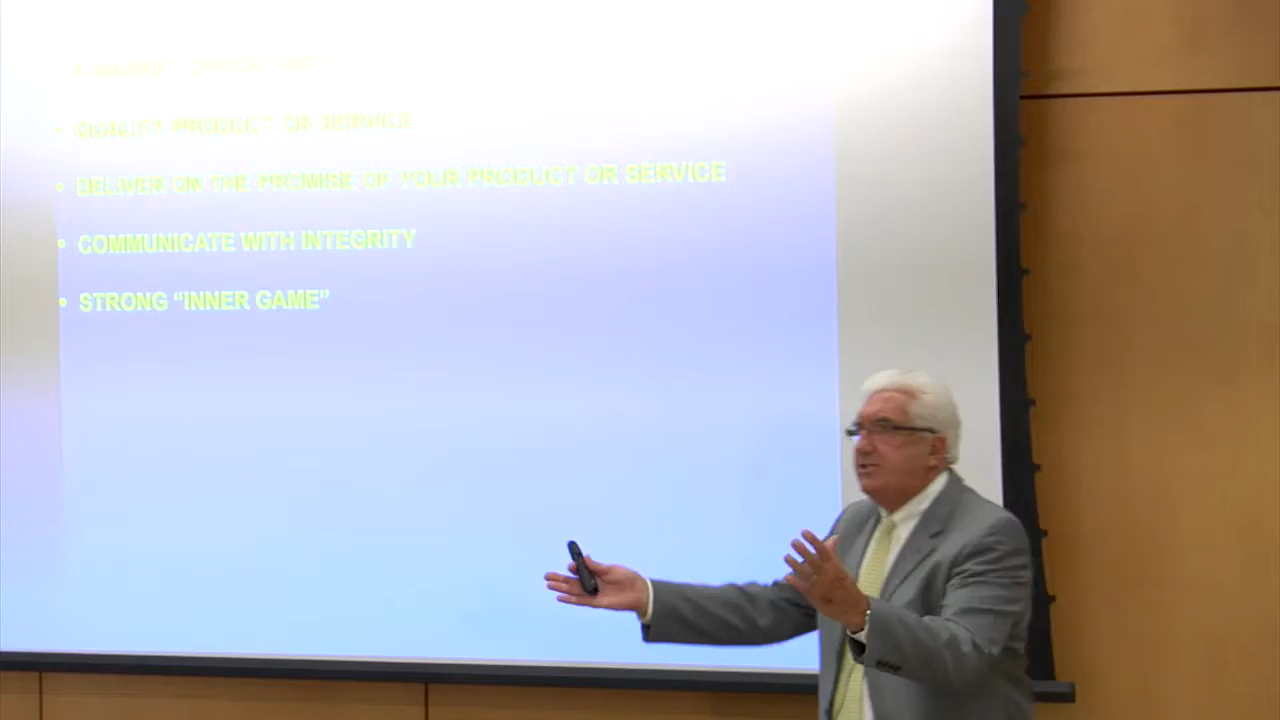 • QUALITY PRODUCT OR SERVICE
• DELIVER ON THE PROMISE OF YOUR PRODUCT OR SERVICE
• COMMUNICATE WITH INTEGRITY
• STRONG “INNER GAME”